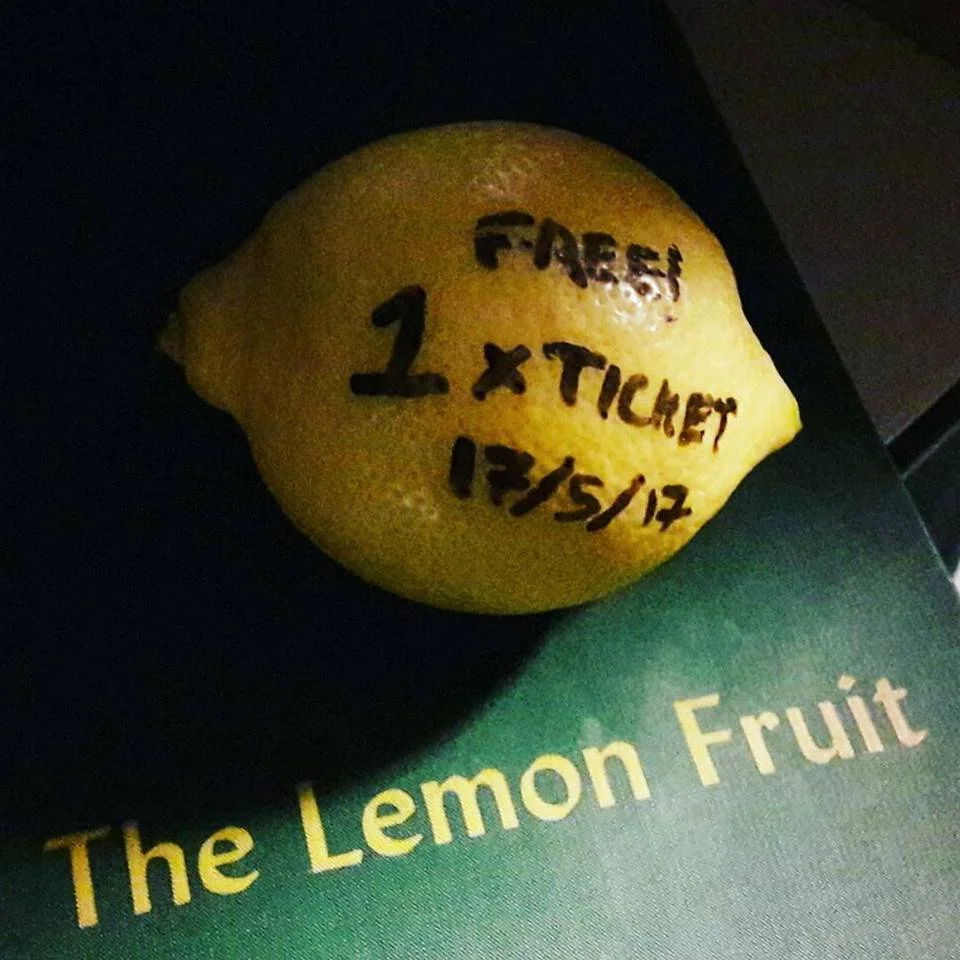 FREE!
1 x TICKET
17/5/17
The Lemon Fruit